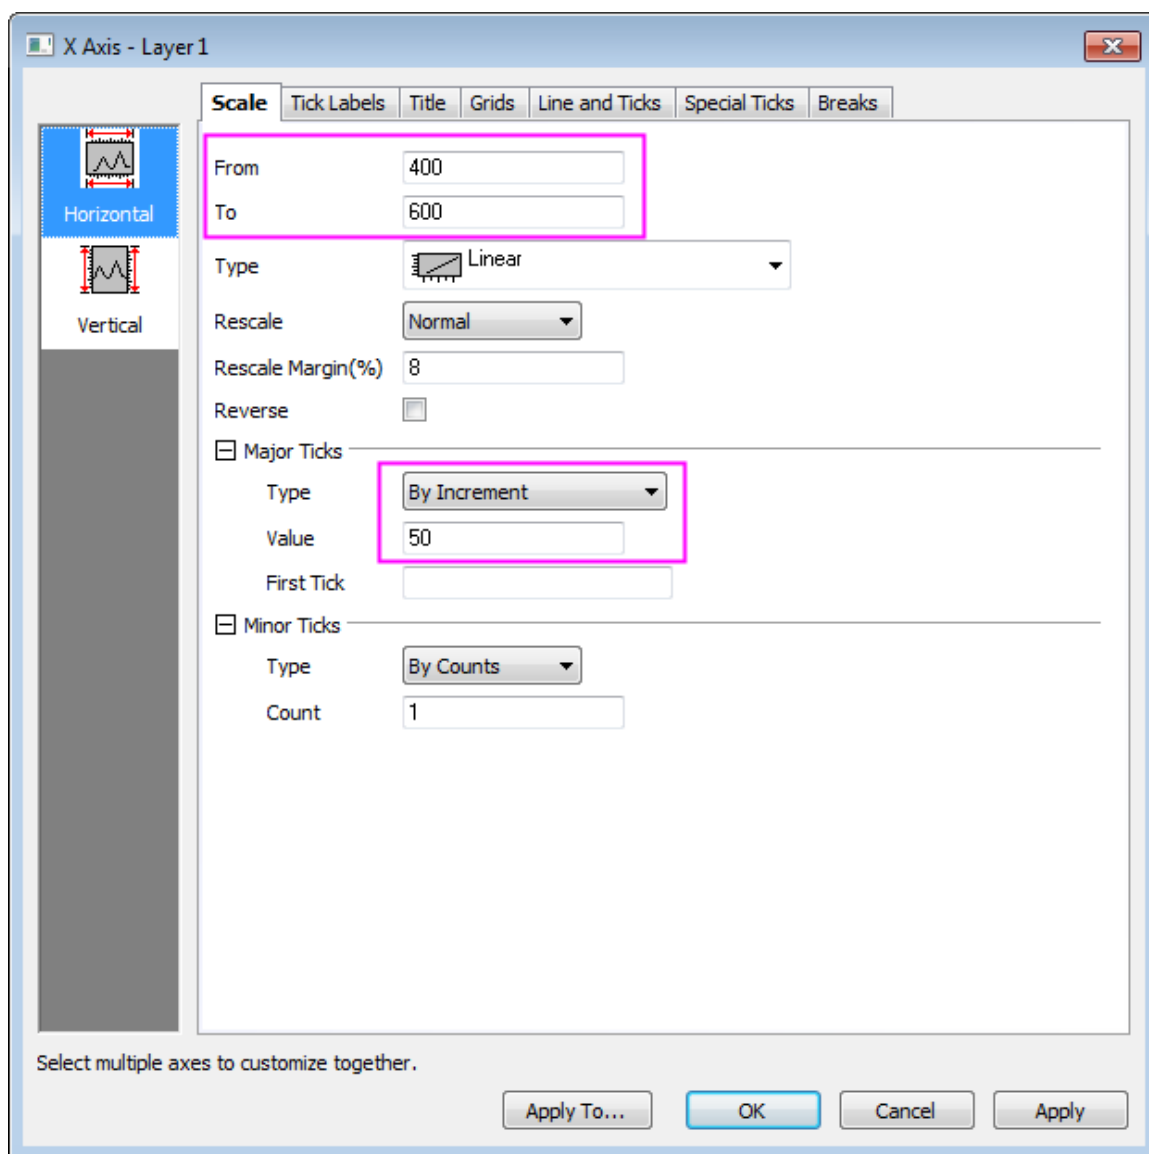 X Axis - Layer 1
Scale Tick Labels Title Grids Line and Ticks Special Ticks Breaks
Horizontal
Vertical
From 400
To 600
Type Linear
Rescale Normal
Rescale Margin(%) 8
Reverse
Major Ticks
Type By Increment
Value 50
First Tick
Minor Ticks
Type By Counts
Count 1
Select multiple axes to customize together.
Apply To... OK Cancel Apply